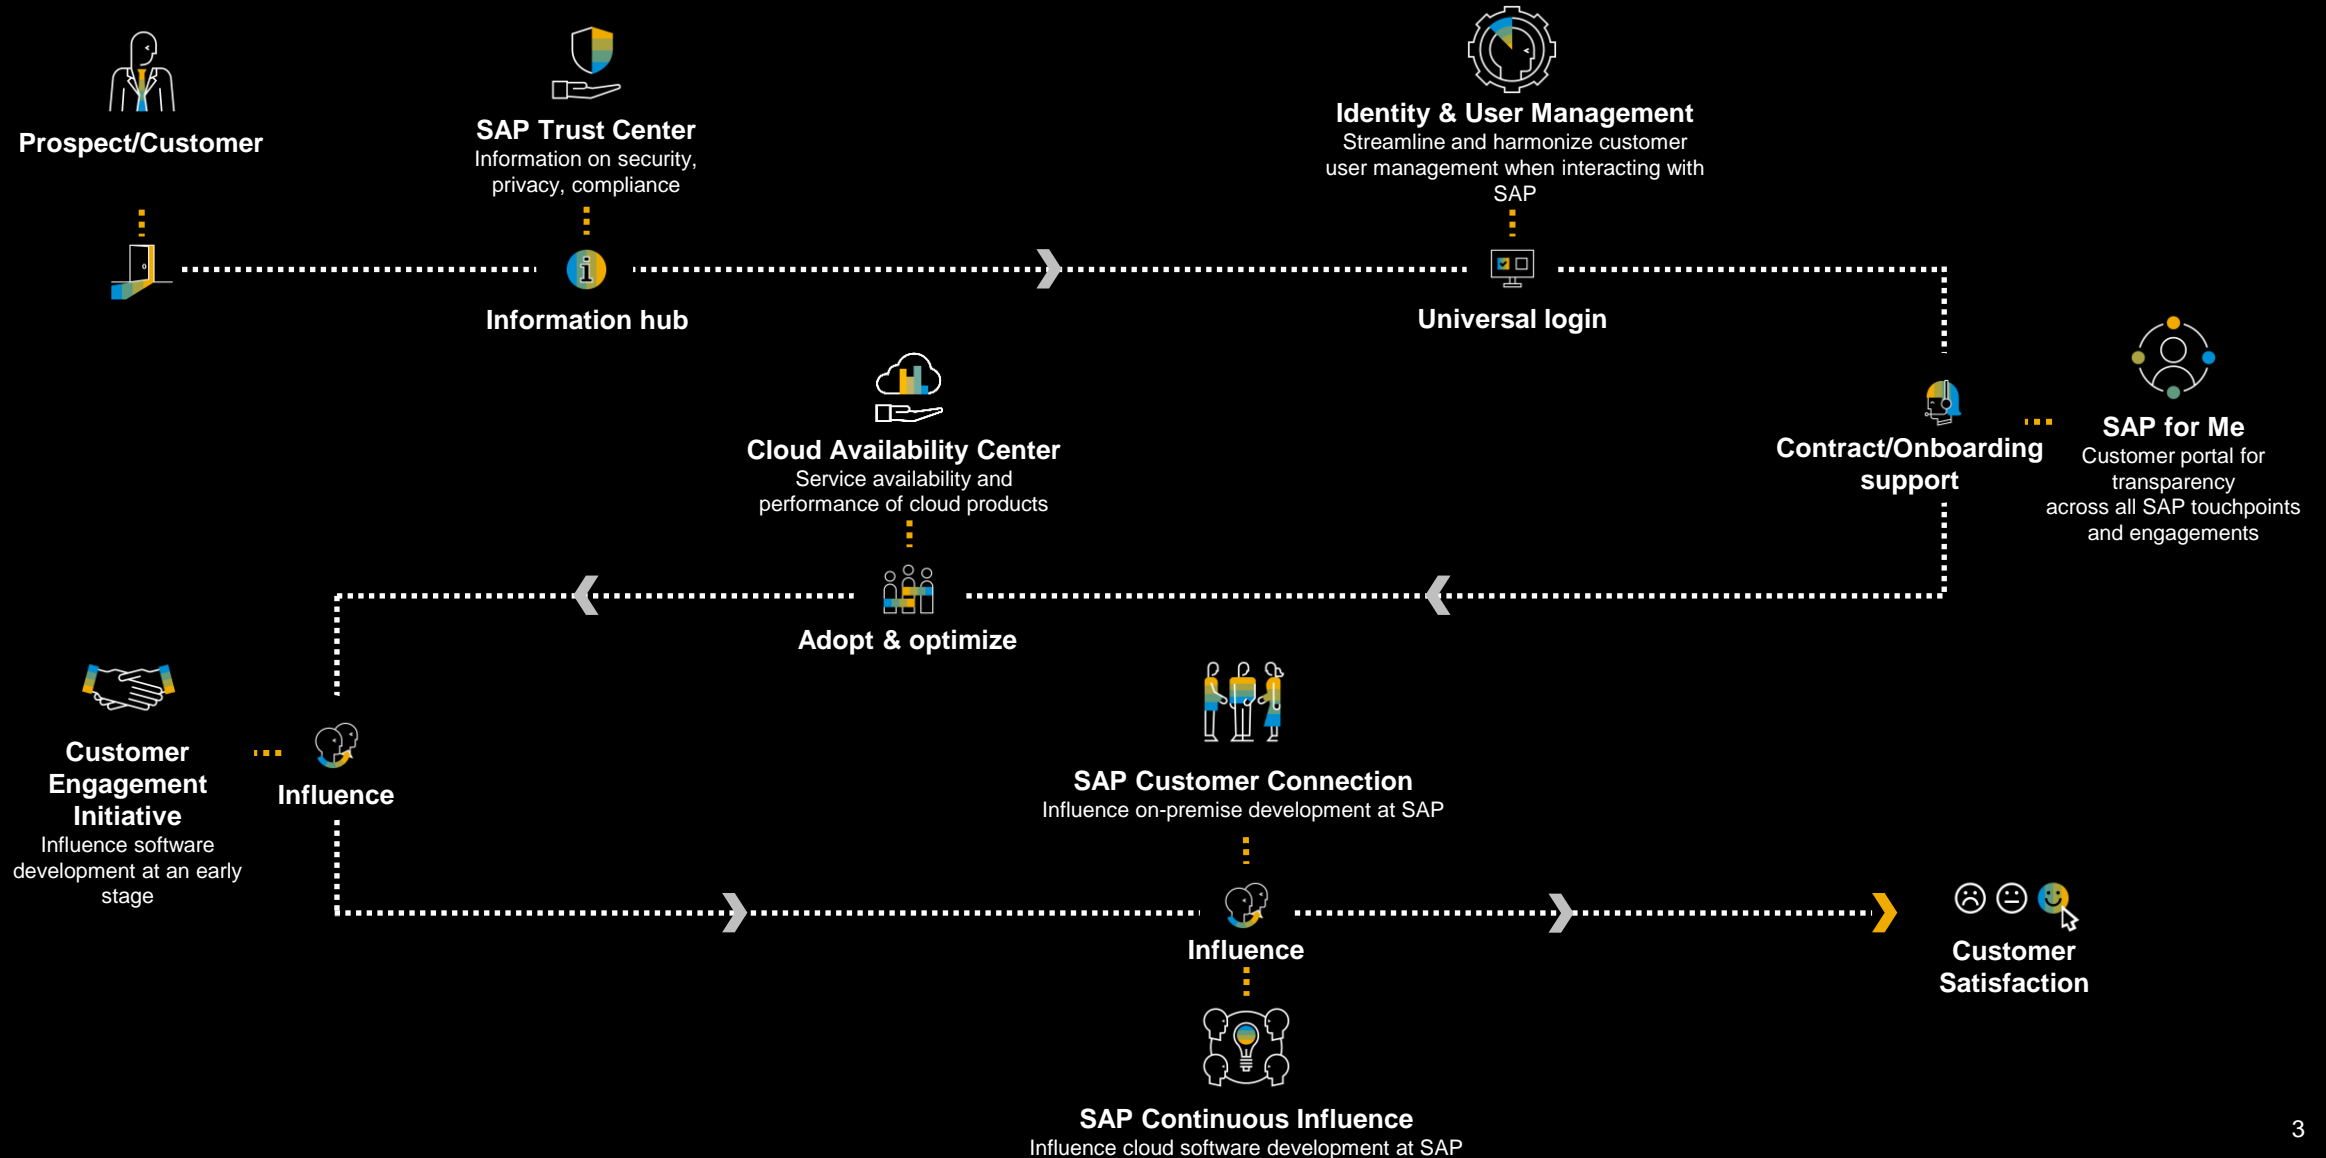 Prospect/Customer
SAP Trust Center
Information on security,
privacy, compliance
Identity & User Management
Streamline and harmonize customer
user management when interacting with
SAP
Information hub
Universal login
Cloud Availability Center
Service availability and
performance of cloud products
Contract/Onboarding
support
SAP for Me
Customer portal for
transparency
across all SAP touchpoints
and engagements
Adopt & optimize
Customer
Engagement
Initiative
Influence software
development at an early
stage
Influence
SAP Customer Connection
Influence on-premise development at SAP
Influence
Customer
Satisfaction
SAP Continuous Influence
Influence cloud software development at SAP
3